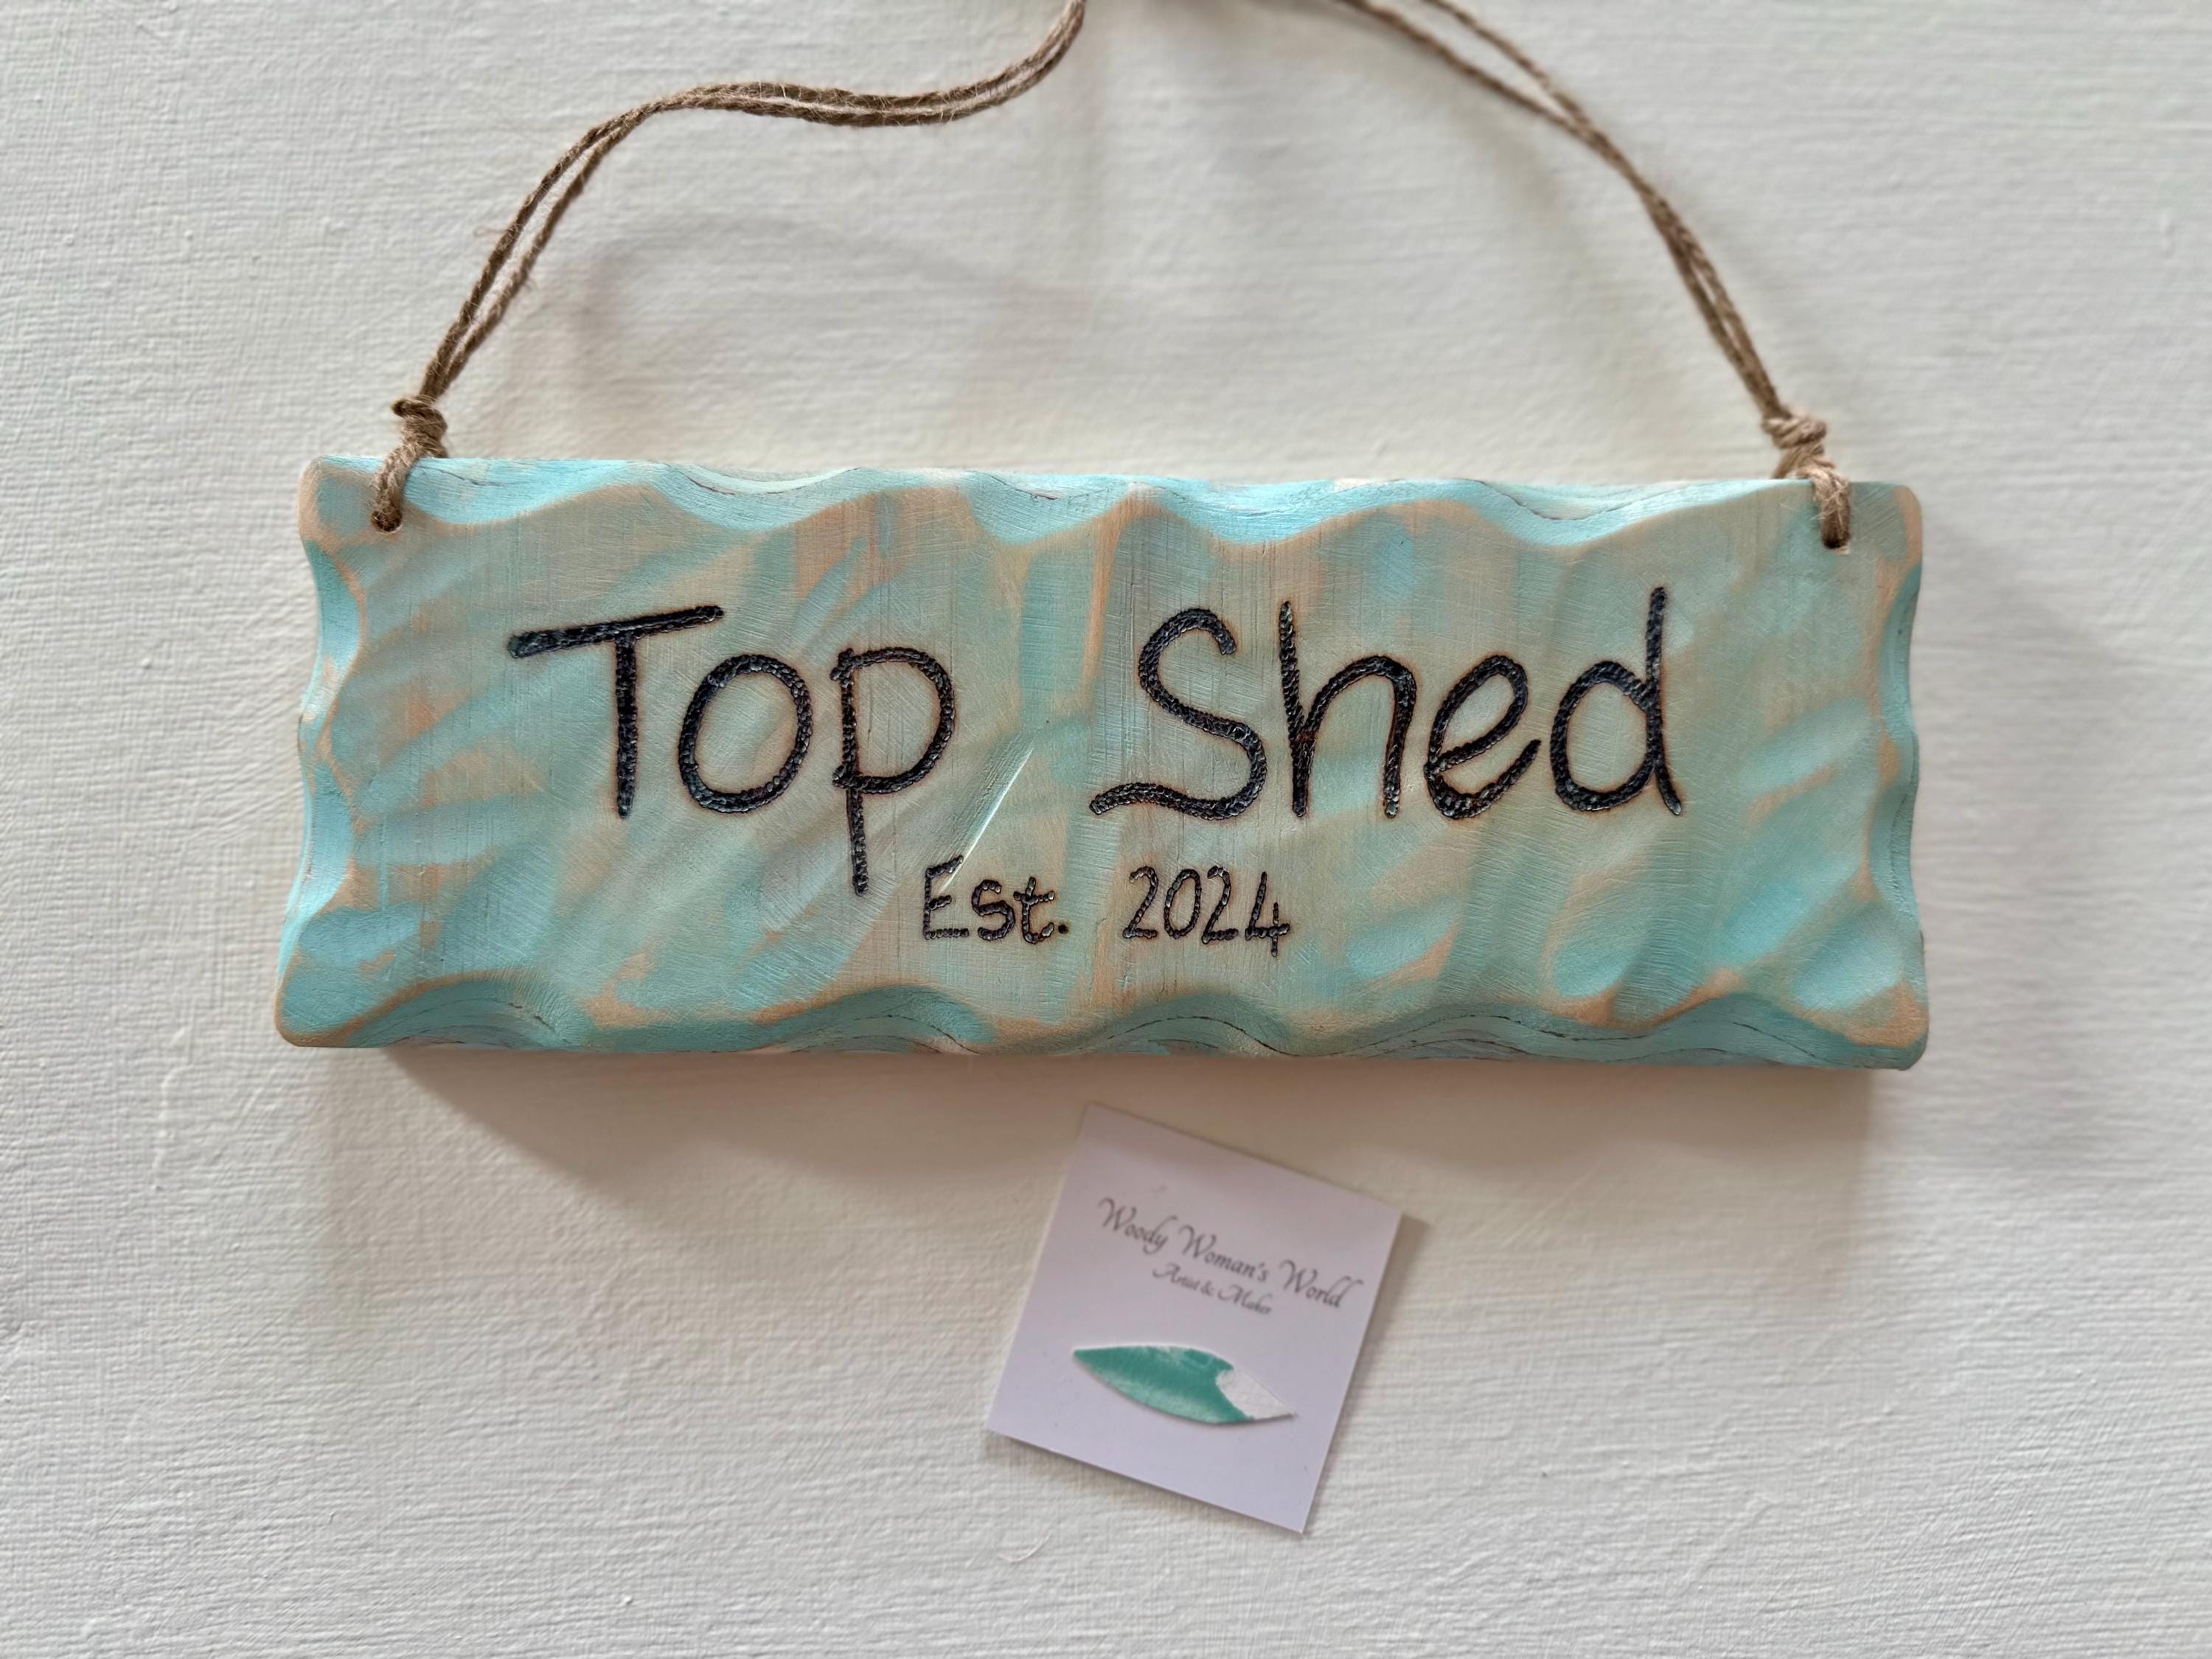 Top Shed
Est. 2024
Woody Woman's World
Artist & Maker